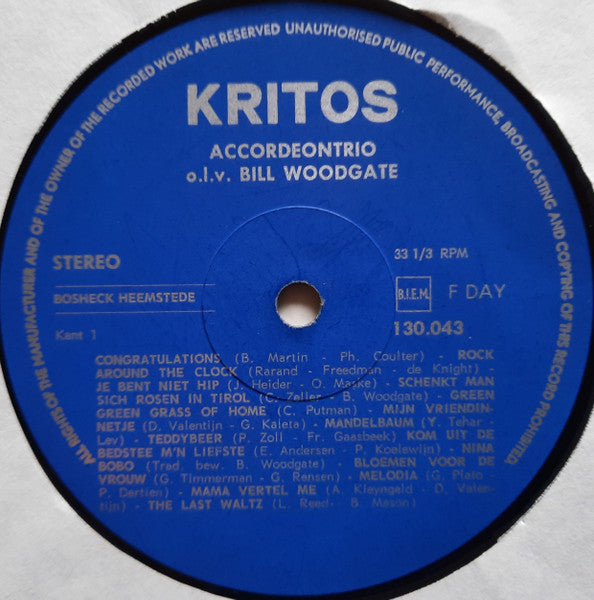 ALL RIGHTS OF THE MANUFACTURER AND OF THE OWNER OF THE RECORDED WORK ARE RESERVED UNAUTHORISED PUBLIC PERFORMANCE, BROADCASTING AND COPYING OF THIS RECORD PROHIBITED.
KRITOS
ACCORDEONTRIO
o.l.v. BILL WOODGATE
STEREO
33 1/3 RPM
BOSHECK HEEMSTEDE
B.I.E.M. F DAY
Kant 1
130.043
CONGRATULATIONS (B. Martin - Ph. Coulter) - ROCK
AROUND THE CLOCK (Rarand - Freedman - de Knight) -
JE BENT NIET HIP (J. Heider - O. Maske) - SCHENKT MAN
SICH ROSEN IN TIROL (C. Zeller - B. Woodgate) - GREEN
GREEN GRASS OF HOME (C. Putman) - MIJN VRIENDIN-
NETJE (D. Valentijn - G. Kaleta) - MANDELBAUM (Y. Tehar -
Lev) - TEDDYBEER (P. Zoll - Fr. Gaasbeek) KOM UIT DE
BEDSTEE M'N LIEFSTE (E. Andersen - P. Koelewijn) - NINA
BOBO (Trad. bew. B. Woodgate) - BLOEMEN VOOR DE
VROUW (G. Timmerman - G. Rensen) - MELODIA (G. Plato -
P. Dertien) - MAMA VERTEL ME (A. Kleyngeld - D. Valen-
tijn) - THE LAST WALTZ (L. Reed - B. Mason)